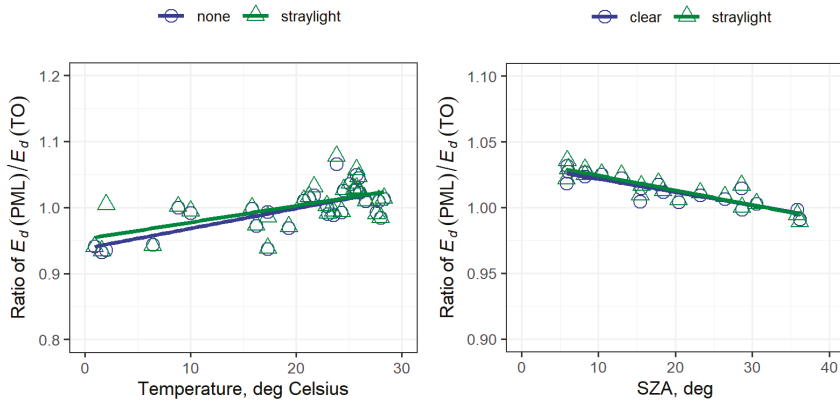 none straylight
Ratio of E_d (PML)/E_d (TO)
1.2
1.1
1.0
0.9
0.8
0 10 20 30
Temperature, deg Celsius
clear straylight
Ratio of E_d (PML)/E_d (TO)
1.10
1.05
1.00
0.95
0.90
0 10 20 30 40
SZA, deg